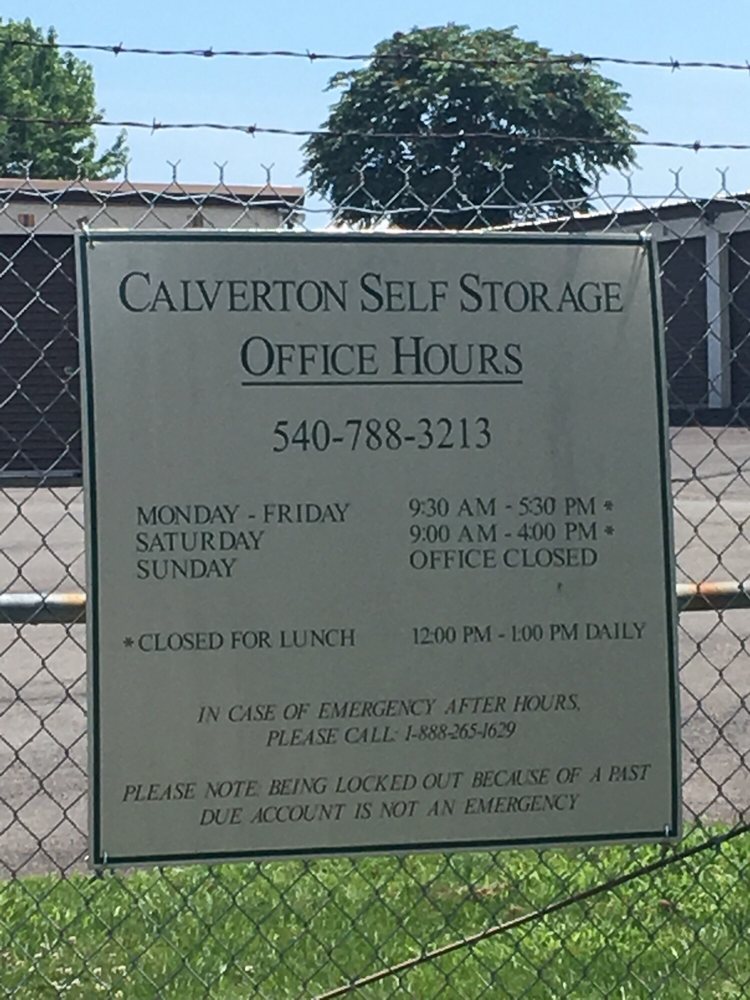 CALVERTON SELF STORAGE
OFFICE HOURS
540-788-3213
MONDAY - FRIDAY 9:30 AM - 5:30 PM *
SATURDAY 9:00 AM - 4:00 PM *
SUNDAY OFFICE CLOSED
* CLOSED FOR LUNCH 12:00 PM - 1:00 PM DAILY
IN CASE OF EMERGENCY AFTER HOURS,
PLEASE CALL: 1-888-265-1629
PLEASE NOTE: BEING LOCKED OUT BECAUSE OF A PAST
DUE ACCOUNT IS NOT AN EMERGENCY